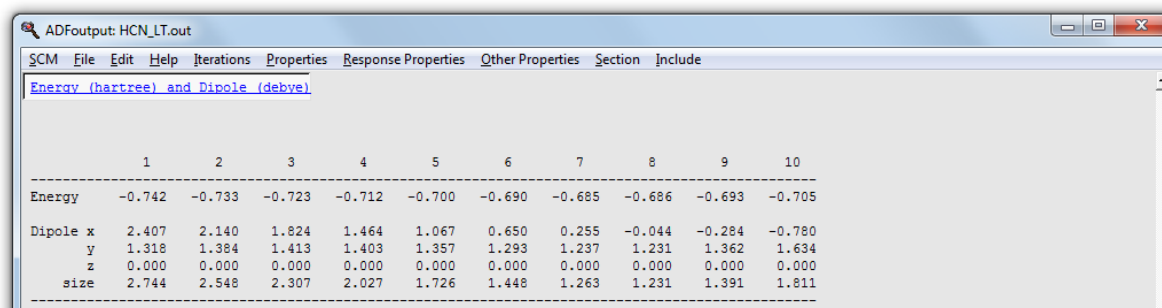 ADFoutput: HCN_LT.out
SCM File Edit Help Iterations Properties Response Properties Other Properties Section Include
Energy (hartree) and Dipole (debye)
1 2 3 4 5 6 7 8 9 10
--------------------------------------------------------------------------------------------------------------
Energy -0.742 -0.733 -0.723 -0.712 -0.700 -0.690 -0.685 -0.686 -0.693 -0.705
Dipole x 2.407 2.140 1.824 1.464 1.067 0.650 0.255 -0.044 -0.284 -0.780
y 1.318 1.384 1.413 1.403 1.357 1.293 1.237 1.231 1.362 1.634
z 0.000 0.000 0.000 0.000 0.000 0.000 0.000 0.000 0.000 0.000
size 2.744 2.548 2.307 2.027 1.726 1.448 1.263 1.231 1.391 1.811
--------------------------------------------------------------------------------------------------------------